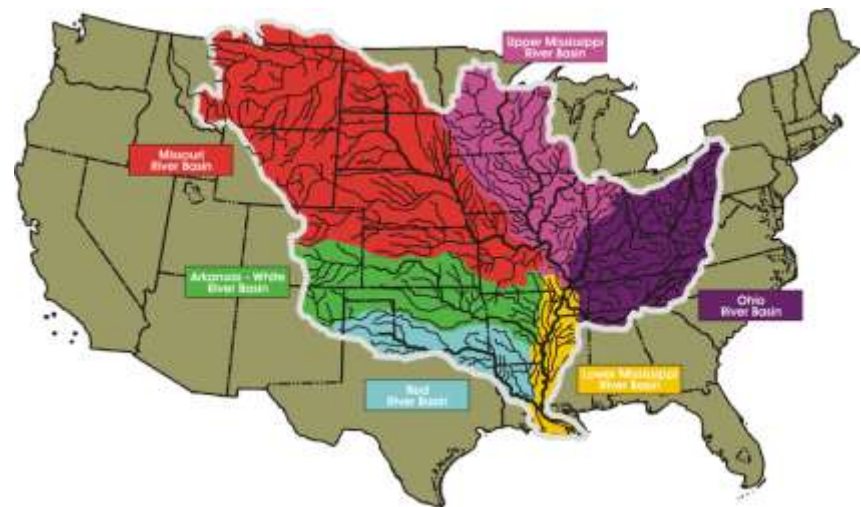 Upper Mississippi
River Basin
Missouri
River Basin
Arkansas - White
River Basin
Ohio
River Basin
Lower Mississippi
River Basin
Red
River Basin